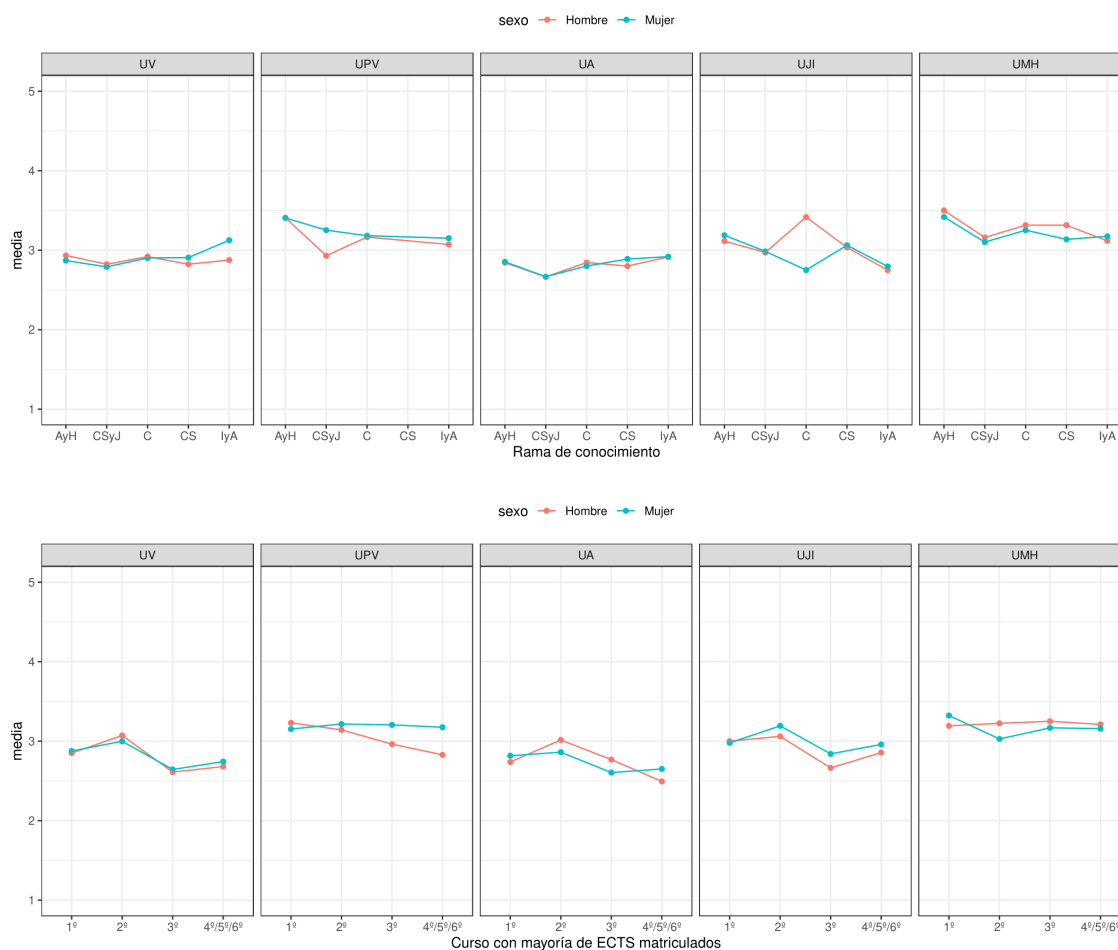 sexo Hombre Mujer
UV UPV UA UJI UMH
5
4
3
2
1
media
AyH CSyJ C CS IyA AyH CSyJ C CS IyA AyH CSyJ C CS IyA AyH CSyJ C CS IyA AyH CSyJ C CS IyA
Rama de conocimiento
sexo Hombre Mujer
UV UPV UA UJI UMH
5
4
3
2
1
media
1º 2º 3º 4º/5º/6º 1º 2º 3º 4º/5º/6º 1º 2º 3º 4º/5º/6º 1º 2º 3º 4º/5º/6º 1º 2º 3º 4º/5º/6º
Curso con mayoría de ECTS matriculados